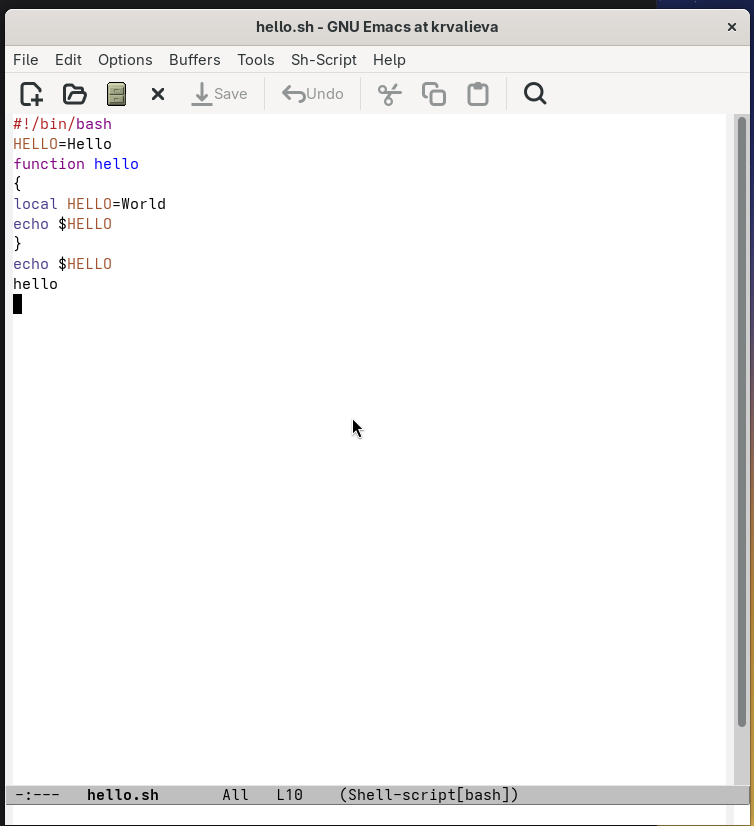 hello.sh - GNU Emacs at krvalieva
File Edit Options Buffers Tools Sh-Script Help
Save Undo
#!/bin/bash
HELLO=Hello
function hello
{
local HELLO=World
echo $HELLO
}
echo $HELLO
hello
-:--- hello.sh All L10 (Shell-script[bash])